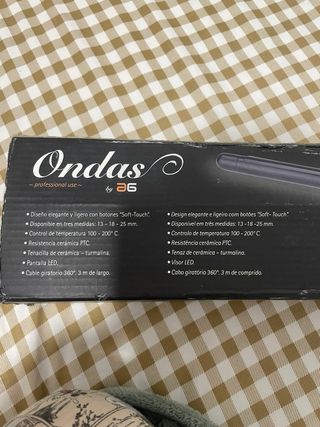 Ondas
~ professional use ~
by a6
• Diseño elegante y ligero con botones "Soft-Touch".
• Disponible en tres medidas: 13 - 18 - 25 mm.
• Control de temperatura 100 - 200° C.
• Resistencia cerámica PTC.
• Tenacilla de cerámica – turmalina.
• Pantalla LED.
• Cable giratorio 360°. 3 m de largo.
• Design elegante e ligeiro com botões "Soft- Touch".
• Disponível em três medidas: 13 -18 -25 mm.
• Controlo de temperatura 100 - 200° C.
• Resistência cerâmica PTC.
• Tenaz de cerâmica – turmalina.
• Visor LED.
• Cabo giratório 360°. 3 m de comprido.